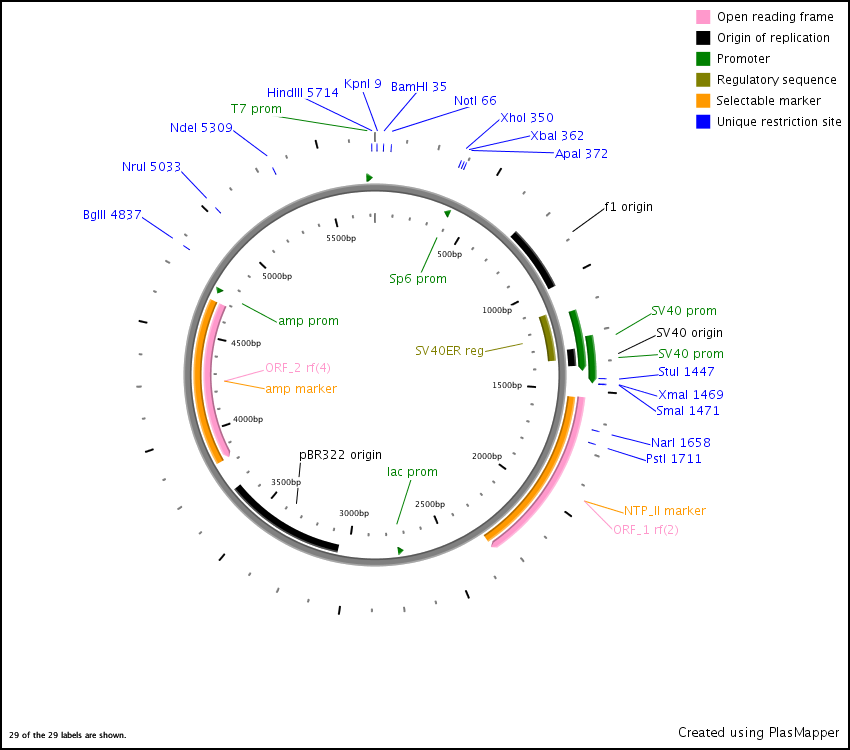 Open reading frame
Origin of replication
Promoter
Regulatory sequence
Selectable marker
Unique restriction site
KpnI 9
BamHI 35
HindIII 5714
NotI 66
T7 prom
XhoI 350
NdeI 5309
XbaI 362
ApaI 372
NruI 5033
BglII 4837
f1 origin
5500bp
500bp
5000bp
Sp6 prom
1000bp
SV40 prom
amp prom
SV40 origin
4500bp
SV40ER reg
SV40 prom
ORF_2 rf(4)
StuI 1447
amp marker
1500bp
XmaI 1469
SmaI 1471
4000bp
NarI 1658
pBR322 origin
2000bp
PstI 1711
lac prom
3500bp
2500bp
NTP_II marker
3000bp
ORF_1 rf(2)
29 of the 29 labels are shown.
Created using PlasMapper